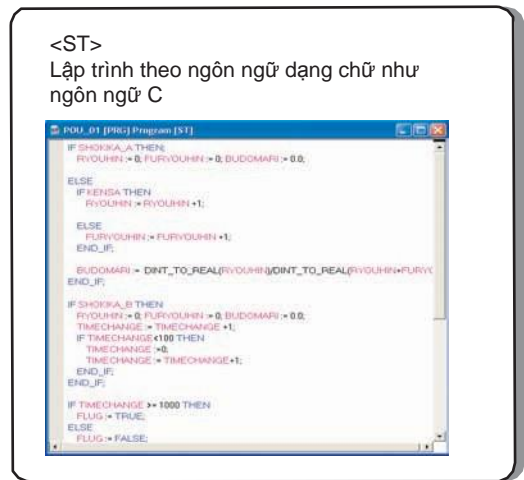 <ST>
Lập trình theo ngôn ngữ dạng chữ như
ngôn ngữ C
POU_01 [PRG] Program [ST]
IF SHOKIKA_A THEN;
RYOUHIN := 0; FURYOUHIN := 0; BUDOMARI := 0.0;
ELSE
IF KENSA THEN
RYOUHIN := RYOUHIN +1;
ELSE
FURYOUHIN := FURYOUHIN +1;
END_IF;
BUDOMARI := DINT_TO_REAL(RYOUHIN)/DINT_TO_REAL(RYOUHIN+FURYO
END_IF;
IF SHOKIKA_B THEN
RYOUHIN := 0; FURYOUHIN := 0; BUDOMARI := 0.0;
TIMECHANGE := TIMECHANGE +1;
IF TIMECHANGE<100 THEN
TIMECHANGE :=0;
TIMECHANGE := TIMECHANGE+1;
END_IF;
END_IF;
IF TIMECHANGE >= 1000 THEN
FLUG := TRUE;
ELSE
FLUG := FALSE;